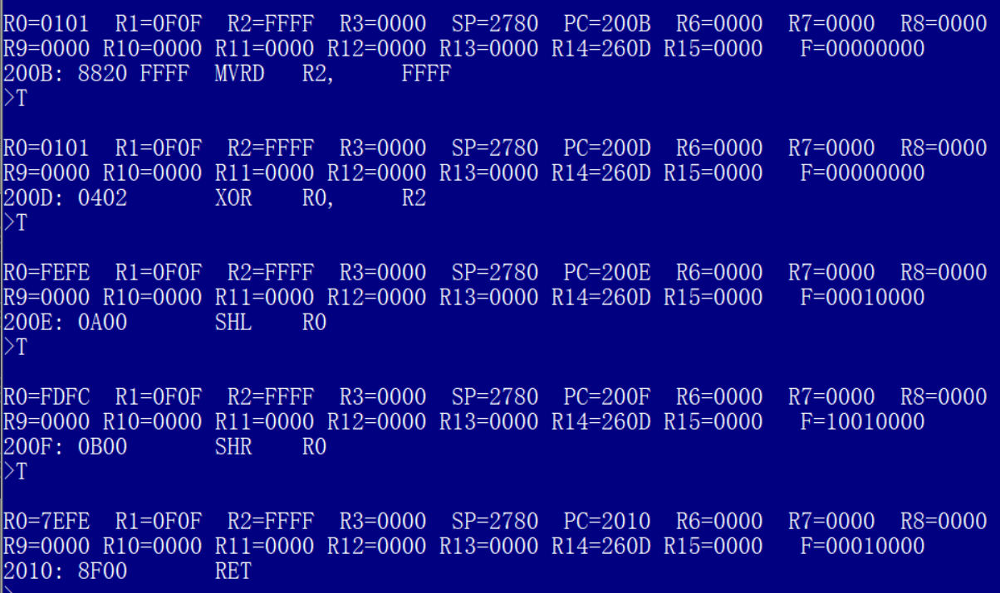 R0=0101 R1=0F0F R2=FFFF R3=0000 SP=2780 PC=200B R6=0000 R7=0000 R8=0000
R9=0000 R10=0000 R11=0000 R12=0000 R13=0000 R14=260D R15=0000 F=00000000
200B: 8820 FFFF MVRD R2, FFFF
>T
R0=0101 R1=0F0F R2=FFFF R3=0000 SP=2780 PC=200D R6=0000 R7=0000 R8=0000
R9=0000 R10=0000 R11=0000 R12=0000 R13=0000 R14=260D R15=0000 F=00000000
200D: 0402 XOR R0, R2
>T
R0=FEFE R1=0F0F R2=FFFF R3=0000 SP=2780 PC=200E R6=0000 R7=0000 R8=0000
R9=0000 R10=0000 R11=0000 R12=0000 R13=0000 R14=260D R15=0000 F=00010000
200E: 0A00 SHL R0
>T
R0=FDFC R1=0F0F R2=FFFF R3=0000 SP=2780 PC=200F R6=0000 R7=0000 R8=0000
R9=0000 R10=0000 R11=0000 R12=0000 R13=0000 R14=260D R15=0000 F=10010000
200F: 0B00 SHR R0
>T
R0=7EFE R1=0F0F R2=FFFF R3=0000 SP=2780 PC=2010 R6=0000 R7=0000 R8=0000
R9=0000 R10=0000 R11=0000 R12=0000 R13=0000 R14=260D R15=0000 F=00010000
2010: 8F00 RET
>